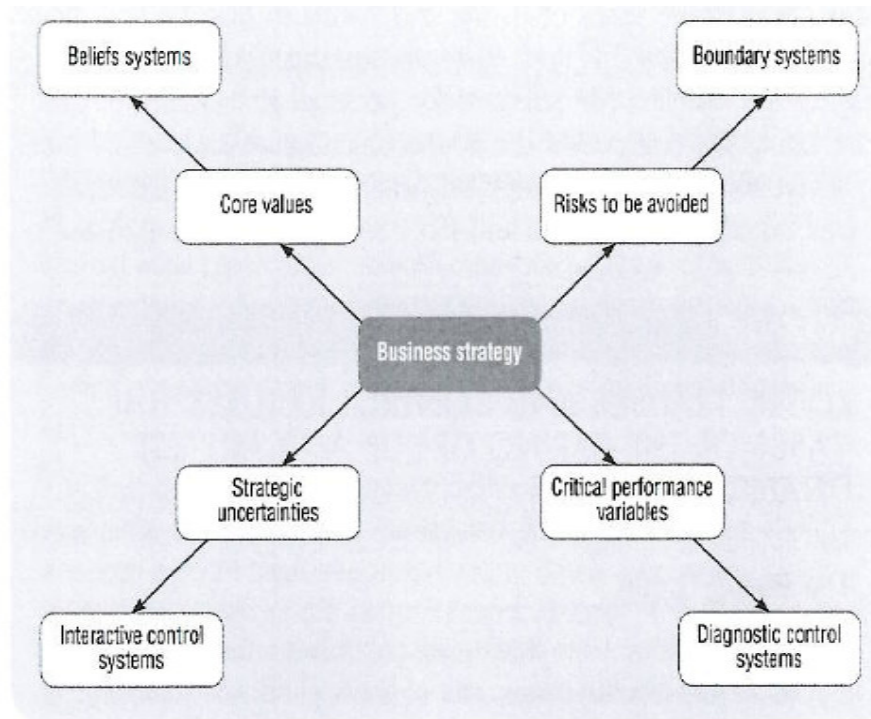 Beliefs systems
Boundary systems
Core values
Risks to be avoided
Business strategy
Strategic
uncertainties
Critical performance
variables
Interactive control
systems
Diagnostic control
systems